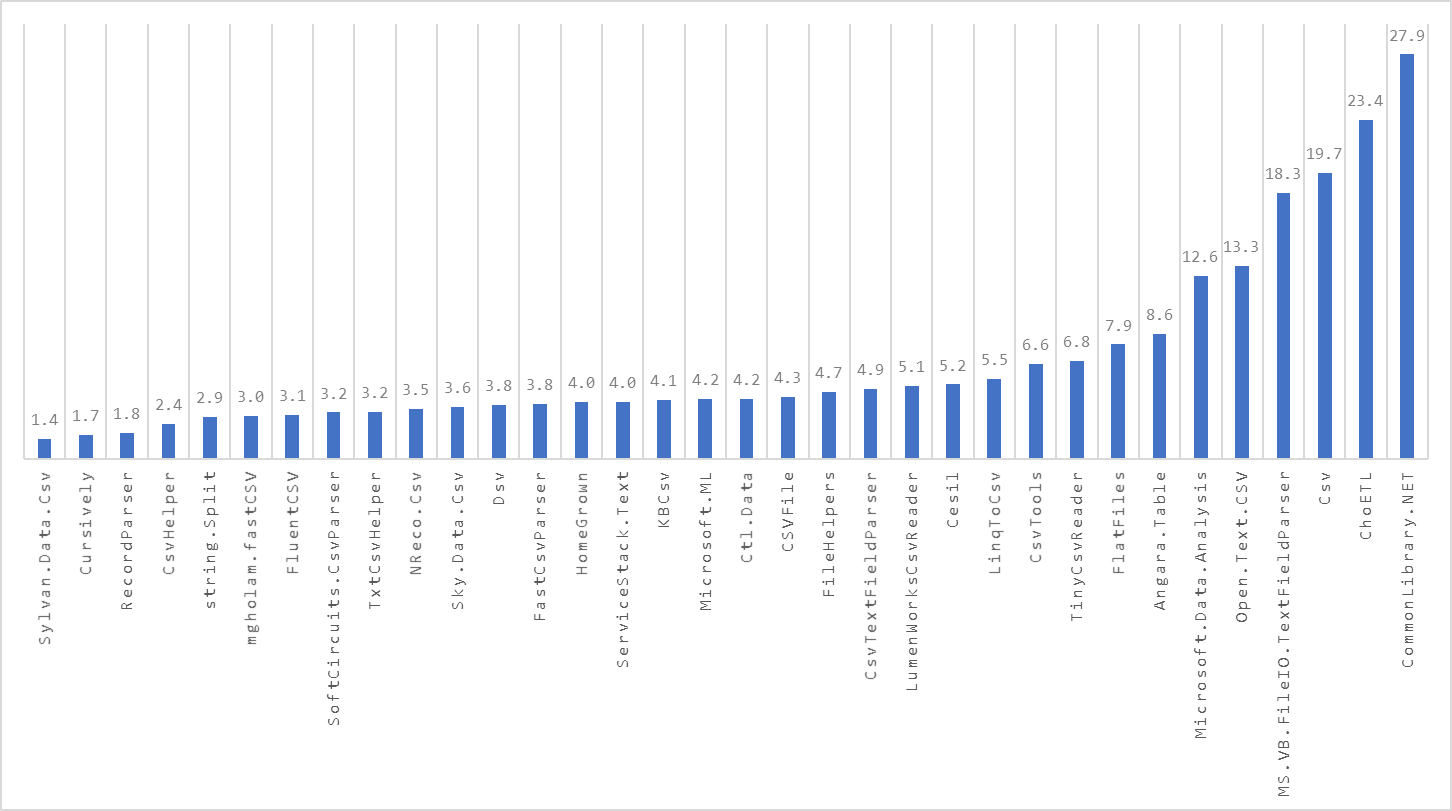 1.4
1.7
1.8
2.4
2.9
3.0
3.1
3.2
3.2
3.5
3.6
3.8
3.8
4.0
4.0
4.1
4.2
4.2
4.3
4.7
4.9
5.1
5.2
5.5
6.6
6.8
7.9
8.6
12.6
13.3
18.3
19.7
23.4
27.9
Sylvan.Data.Csv
Cursively
RecordParser
CsvHelper
string.Split
mgholam.fastCSV
FluentCSV
SoftCircuits.CsvParser
TxtCsvHelper
NReco.Csv
Sky.Data.Csv
Dsv
FastCsvParser
HomeGrown
ServiceStack.Text
KBCsv
Microsoft.ML
Ctl.Data
CSVFile
FileHelpers
CsvTextFieldParser
LumenWorksCsvReader
Cesil
LinqToCsv
CsvTools
TinyCsvReader
FlatFiles
Angara.Table
Microsoft.Data.Analysis
Open.Text.CSV
MS.VB.FileIO.TextFieldParser
Csv
ChoETL
CommonLibrary.NET